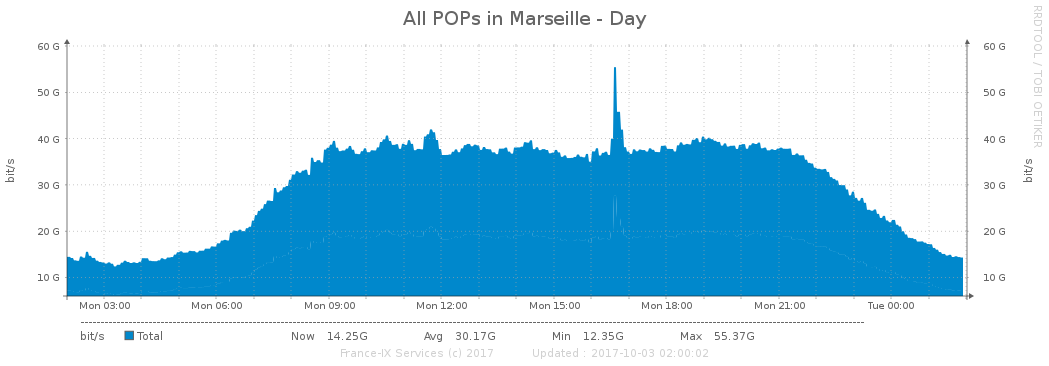 All POPs in Marseille - Day
RRDTOOL / TOBI OETIKER
60 G 60 G
50 G 50 G
40 G 40 G
30 G 30 G
20 G 20 G
10 G 10 G
bit/s bit/s
Mon 03:00 Mon 06:00 Mon 09:00 Mon 12:00 Mon 15:00 Mon 18:00 Mon 21:00 Tue 00:00
bit/s Total Now 14.25G Avg 30.17G Min 12.35G Max 55.37G
France-IX Services (c) 2017 Updated : 2017-10-03 02:00:02